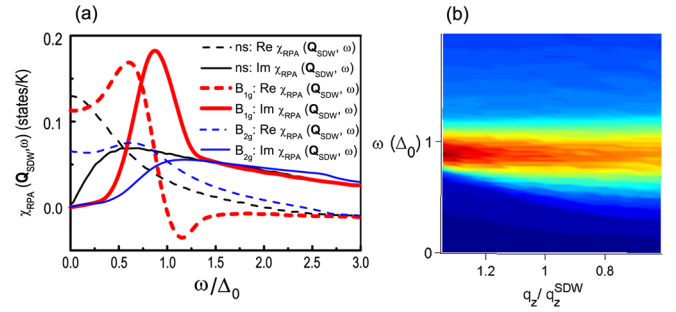 (a)
(b)
0.2
0.1
0.0
χRPA (QSDW,ω) (states/K)
ns: Re χRPA (QSDW, ω)
ns: Im χRPA (QSDW, ω)
B1g: Re χRPA (QSDW, ω)
B1g: Im χRPA (QSDW, ω)
B2g: Re χRPA (QSDW, ω)
B2g: Im χRPA (QSDW, ω)
0.0 0.5 1.0 1.5 2.0 2.5 3.0
ω/Δ0
ω (Δ0)
1
0
1.2 1 0.8
qz/ qzSDW